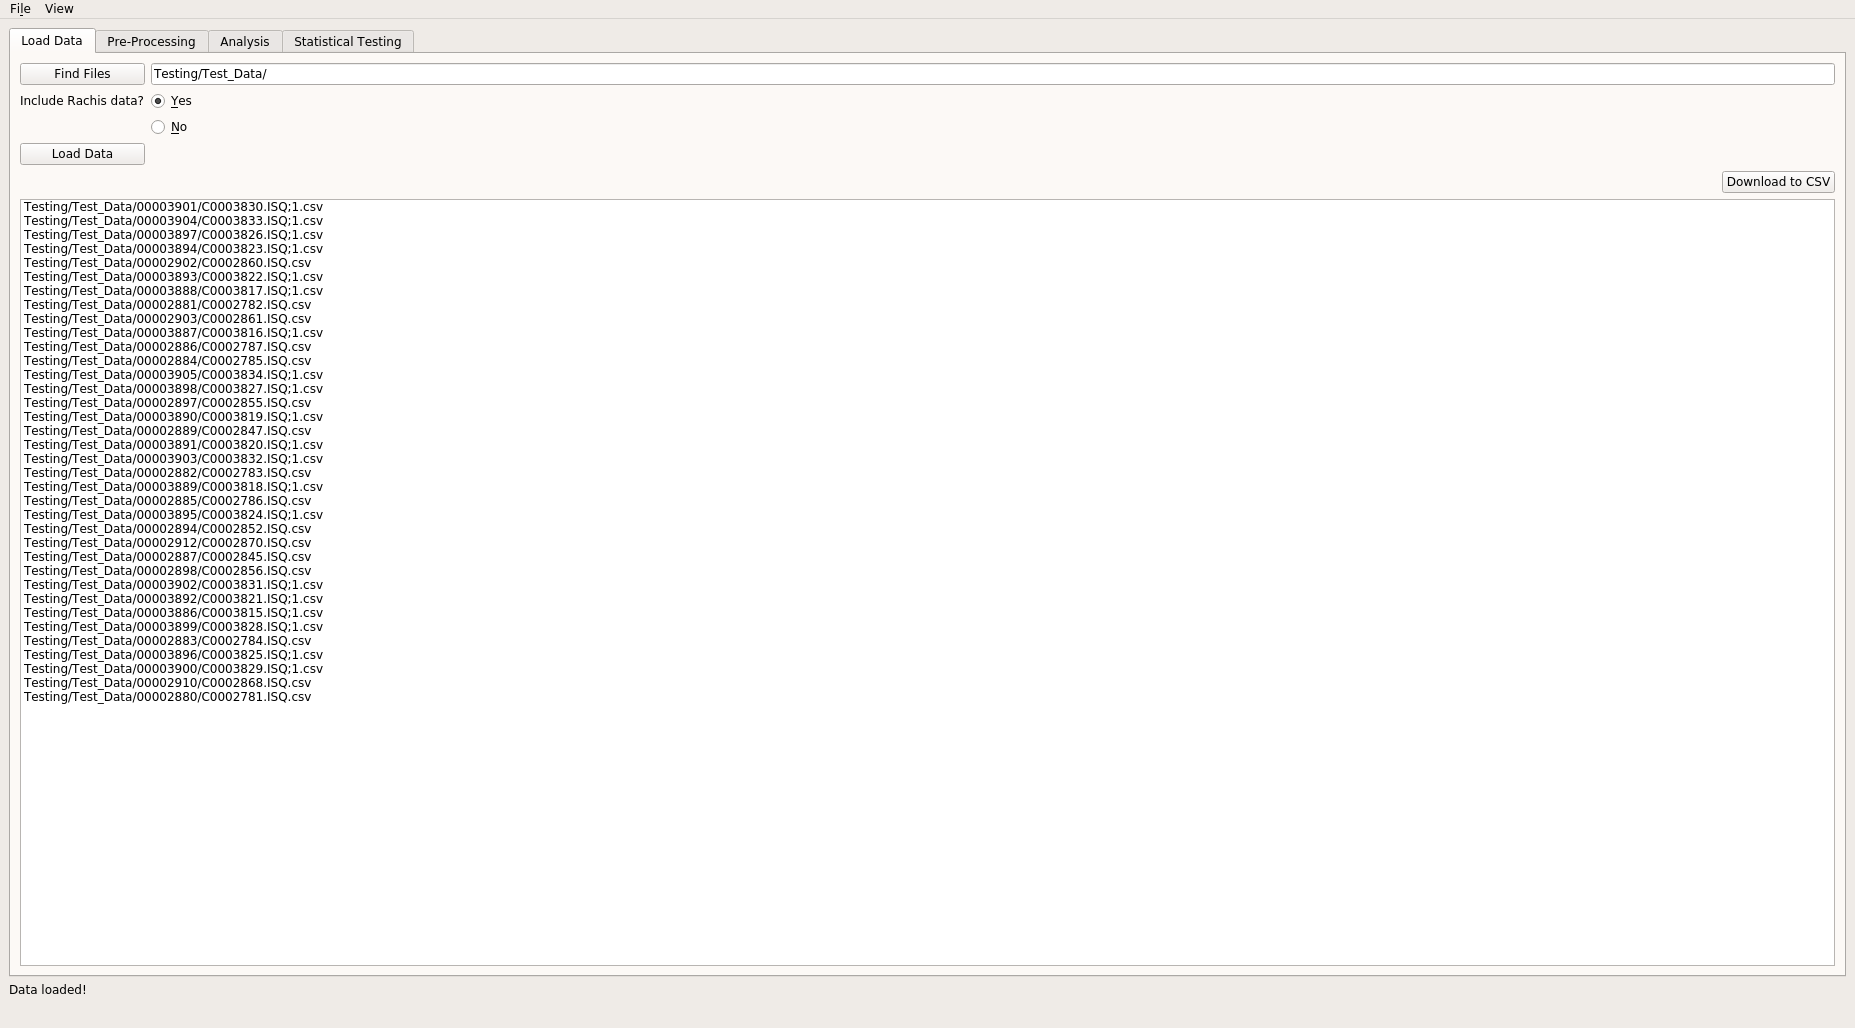 File View
Load Data Pre-Processing Analysis Statistical Testing
Find Files Testing/Test_Data/
Include Rachis data? Yes
No
Load Data
Download to CSV
Testing/Test_Data/00003901/C0003830.ISQ;1.csv
Testing/Test_Data/00003904/C0003833.ISQ;1.csv
Testing/Test_Data/00003897/C0003826.ISQ;1.csv
Testing/Test_Data/00003894/C0003823.ISQ;1.csv
Testing/Test_Data/00002902/C0002860.ISQ.csv
Testing/Test_Data/00003893/C0003822.ISQ;1.csv
Testing/Test_Data/00003888/C0003817.ISQ;1.csv
Testing/Test_Data/00002881/C0002782.ISQ.csv
Testing/Test_Data/00002903/C0002861.ISQ.csv
Testing/Test_Data/00003887/C0003816.ISQ;1.csv
Testing/Test_Data/00002886/C0002787.ISQ.csv
Testing/Test_Data/00002884/C0002785.ISQ.csv
Testing/Test_Data/00003905/C0003834.ISQ;1.csv
Testing/Test_Data/00003898/C0003827.ISQ;1.csv
Testing/Test_Data/00002897/C0002855.ISQ.csv
Testing/Test_Data/00003890/C0003819.ISQ;1.csv
Testing/Test_Data/00002889/C0002847.ISQ.csv
Testing/Test_Data/00003891/C0003820.ISQ;1.csv
Testing/Test_Data/00003903/C0003832.ISQ;1.csv
Testing/Test_Data/00002882/C0002783.ISQ.csv
Testing/Test_Data/00003889/C0003818.ISQ;1.csv
Testing/Test_Data/00002885/C0002786.ISQ.csv
Testing/Test_Data/00003895/C0003824.ISQ;1.csv
Testing/Test_Data/00002894/C0002852.ISQ.csv
Testing/Test_Data/00002912/C0002870.ISQ.csv
Testing/Test_Data/00002887/C0002845.ISQ.csv
Testing/Test_Data/00002898/C0002856.ISQ.csv
Testing/Test_Data/00003902/C0003831.ISQ;1.csv
Testing/Test_Data/00003892/C0003821.ISQ;1.csv
Testing/Test_Data/00003886/C0003815.ISQ;1.csv
Testing/Test_Data/00003899/C0003828.ISQ;1.csv
Testing/Test_Data/00002883/C0002784.ISQ.csv
Testing/Test_Data/00003896/C0003825.ISQ;1.csv
Testing/Test_Data/00003900/C0003829.ISQ;1.csv
Testing/Test_Data/00002910/C0002868.ISQ.csv
Testing/Test_Data/00002880/C0002781.ISQ.csv
Data loaded!